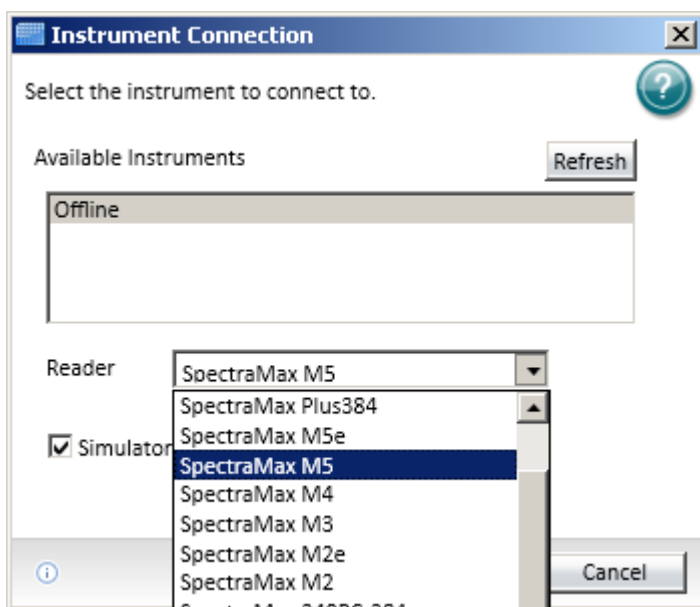 Instrument Connection
Select the instrument to connect to.
?
Available Instruments
Refresh
Offline
Reader
SpectraMax M5
SpectraMax Plus384
SpectraMax M5e
Simulator
SpectraMax M5
SpectraMax M4
SpectraMax M3
SpectraMax M2e
SpectraMax M2
Cancel